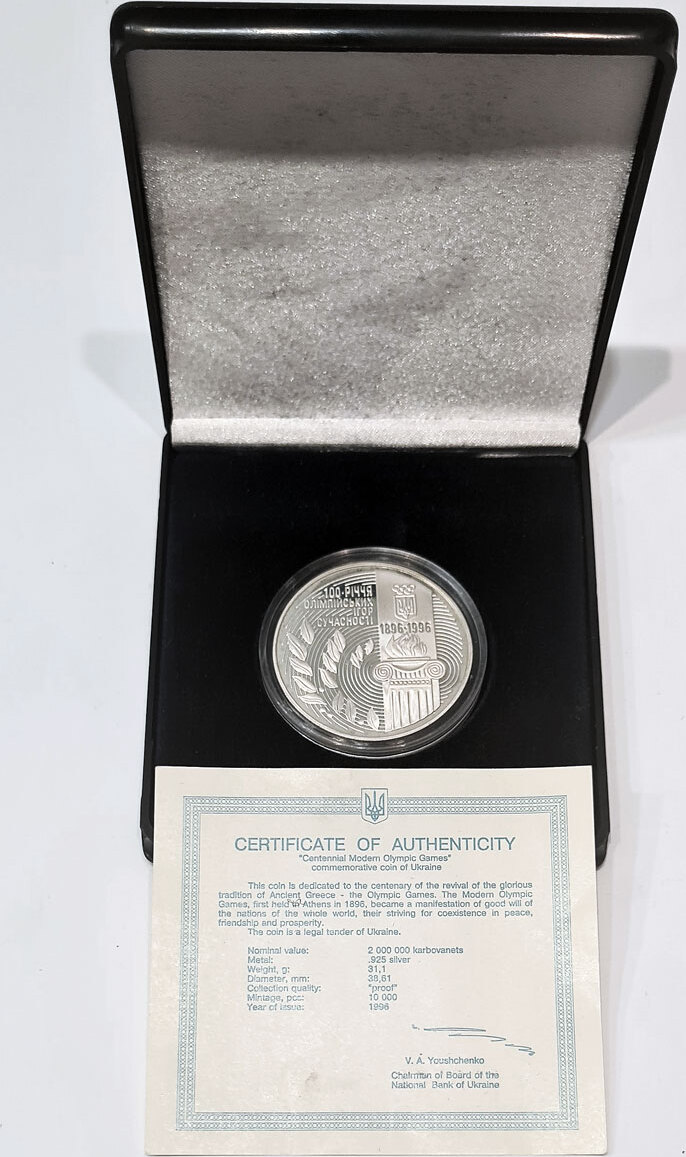 100-РІЧЧЯ
ОЛІМПІЙСЬКИХ
ІГОР
СУЧАСНОСТІ
1896-1996
CERTIFICATE OF AUTHENTICITY
"Centennial Modern Olympic Games"
commemorative coin of Ukraine
This coin is dedicated to the centenary of the revival of the glorious
tradition of Ancient Greece - the Olympic Games. The Modern Olympic
Games, first held in Athens in 1896, became a manifestation of good will of
the nations of the whole world, their striving for coexistence in peace,
friendship and prosperity.
The coin is a legal tender of Ukraine.
Nominal value: 2 000 000 karbovanets
Metal: .925 silver
Weight, g: 31,1
Diameter, mm: 38,61
Collection quality: "proof"
Mintage, pcs: 10 000
Year of issue: 1996
V. A. Youshchenko
Chairman of Board of the
National Bank of Ukraine